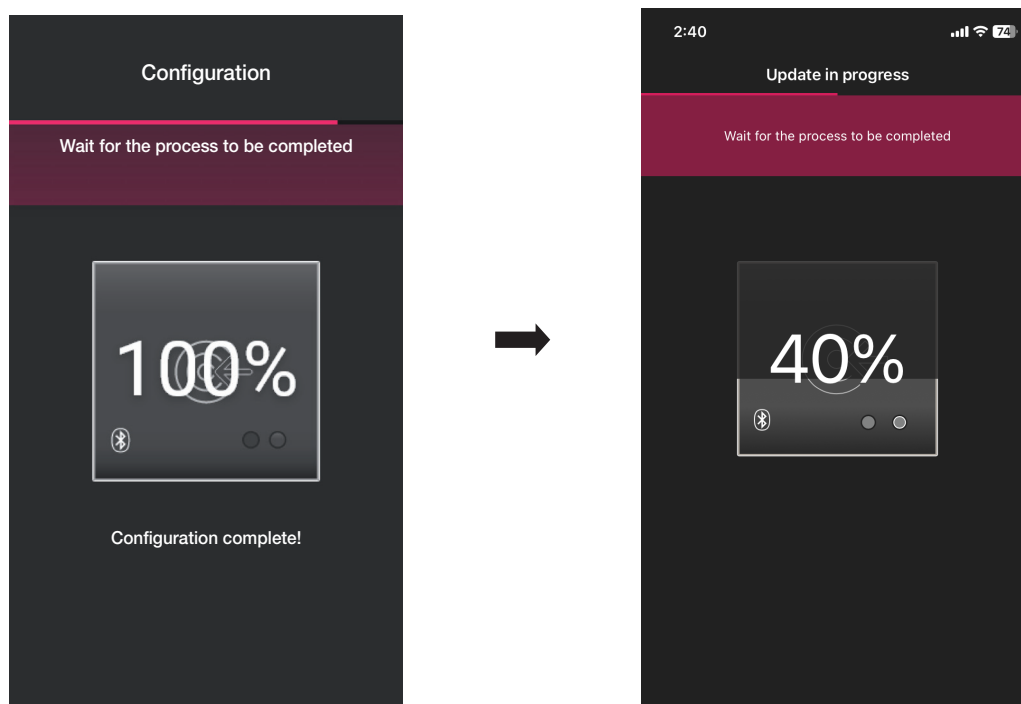 Configuration
Wait for the process to be completed
100%
Configuration complete!
2:40
74
Update in progress
Wait for the process to be completed
40%